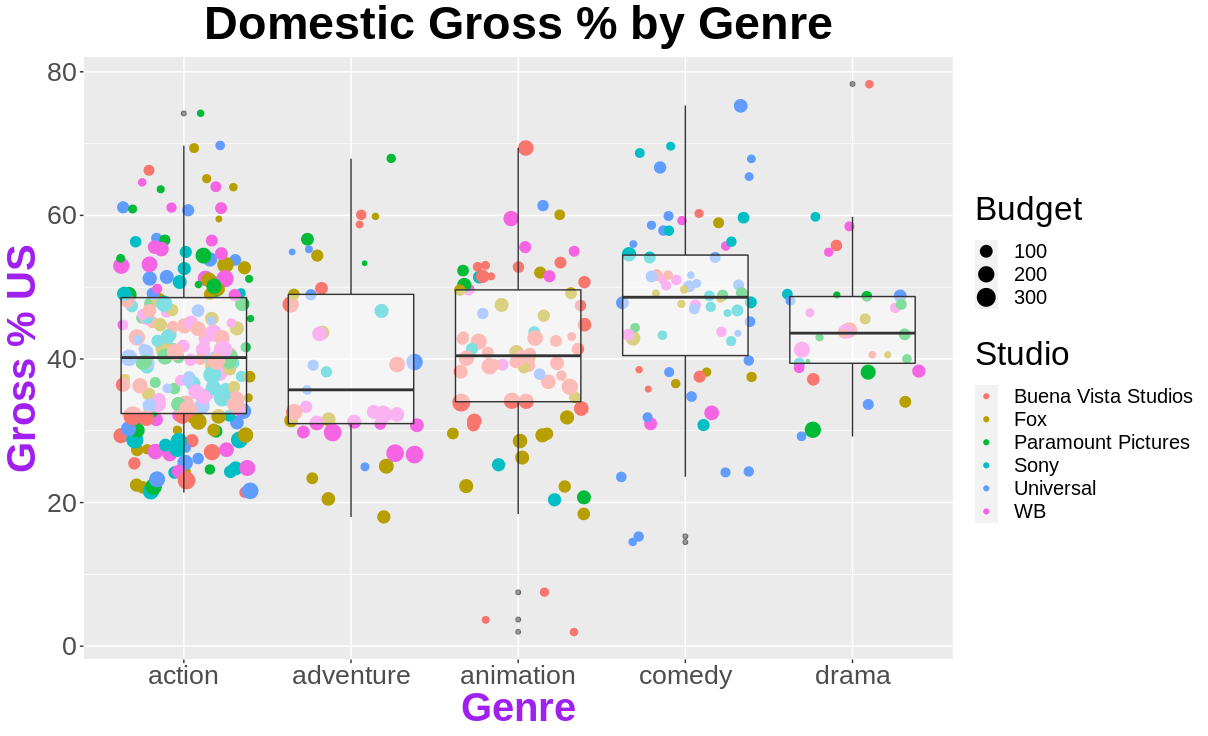 Domestic Gross % by Genre
Gross % US
80
60
40
20
0
action adventure animation comedy drama
Genre
Budget
100
200
300
Studio
Buena Vista Studios
Fox
Paramount Pictures
Sony
Universal
WB